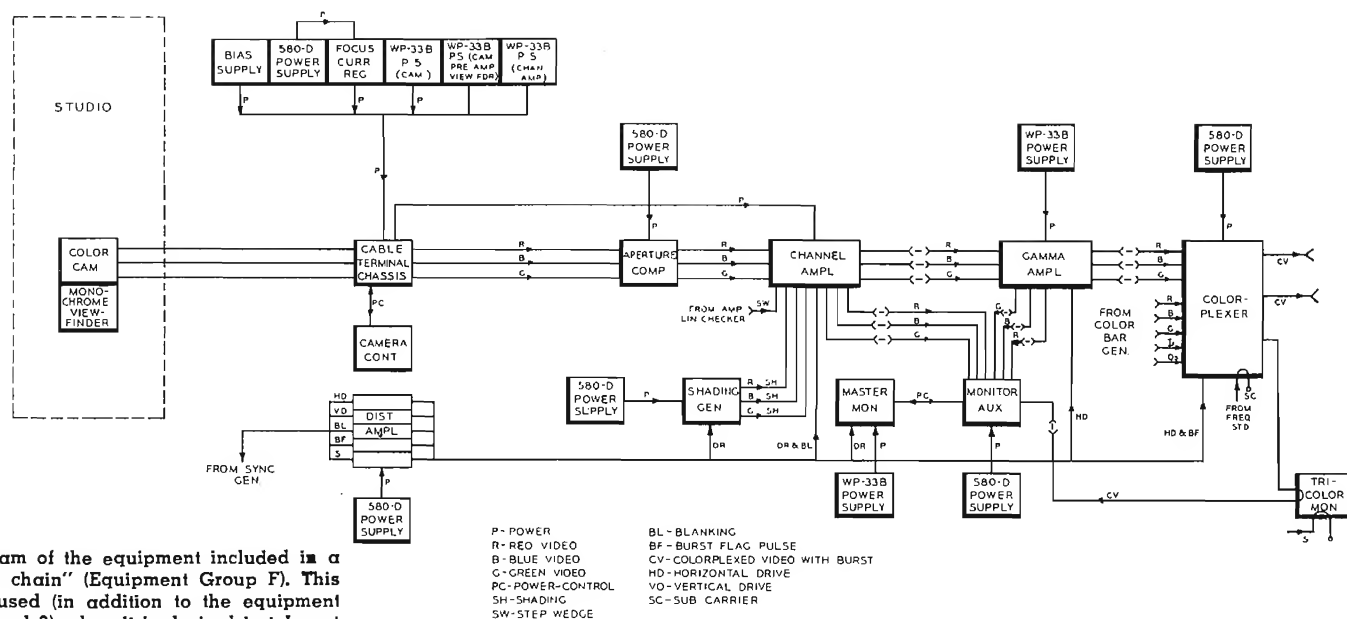 P
BIAS
SUPPLY
580-D
POWER
SUPPLY
FOCUS
CURR
REG
WP-33B
P S
(CAM)
WP-33B
PS (CAM
PRE AMP
VIEW FDR)
WP-33B
P S
(CHAN
AMP)
P
P
P
P
STUDIO
580-D
POWER
SUPPLY
P
WP-33B
POWER
SUPPLY
P
580-D
POWER
SUPPLY
P
P
COLOR
CAM
MONO-
CHROME
VIEW-
FINDER
CABLE
TERMINAL
CHASSIS
R
B
G
APERTURE
COMP
R
B
G
CHANNEL
AMPL
R
B
G
GAMMA
AMPL
R
B
G
COLOR-
PLEXER
CV
CV
PC
CAMERA
CONT
FROM AMP
LIN CHECKER
SW
R
B
G
G
B
R
FROM
COLOR
BAR
GEN.
R
B
G
I2
Q2
SC
FROM
FREQ
STD
580-D
POWER
SUPPLY
P
SHADING
GEN
R SH
B SH
G SH
MASTER
MON
PC
MONITOR
AUX
HD
VD
BL
BF
S
DIST
AMPL
DR
DR & BL
DR
P
P
HD
HD & BF
FROM SYNC
GEN
P
580-D
POWER
SUPPLY
WP-33B
POWER
SUPPLY
580-D
POWER
SUPPLY
CV
TRI-
COLOR
MON
S
P-POWER
R-RED VIDEO
B-BLUE VIDEO
G-GREEN VIDEO
PC-POWER-CONTROL
SH-SHADING
SW-STEP WEDGE
BL-BLANKING
BF-BURST FLAG PULSE
CV-COLORPLEXED VIDEO WITH BURST
HD-HORIZONTAL DRIVE
VD-VERTICAL DRIVE
SC-SUB CARRIER
am of the equipment included in a
chain" (Equipment Group F). This
used (in addition to the equipment